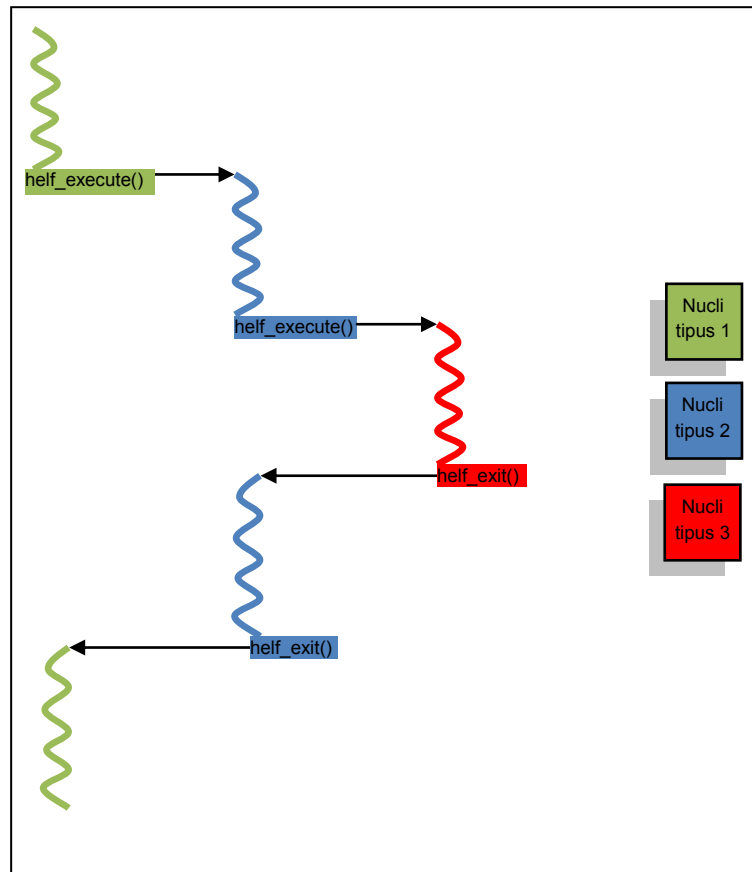 helf_execute()
helf_execute()
Nucli
tipus 1
Nucli
tipus 2
helf_exit()
Nucli
tipus 3
helf_exit()